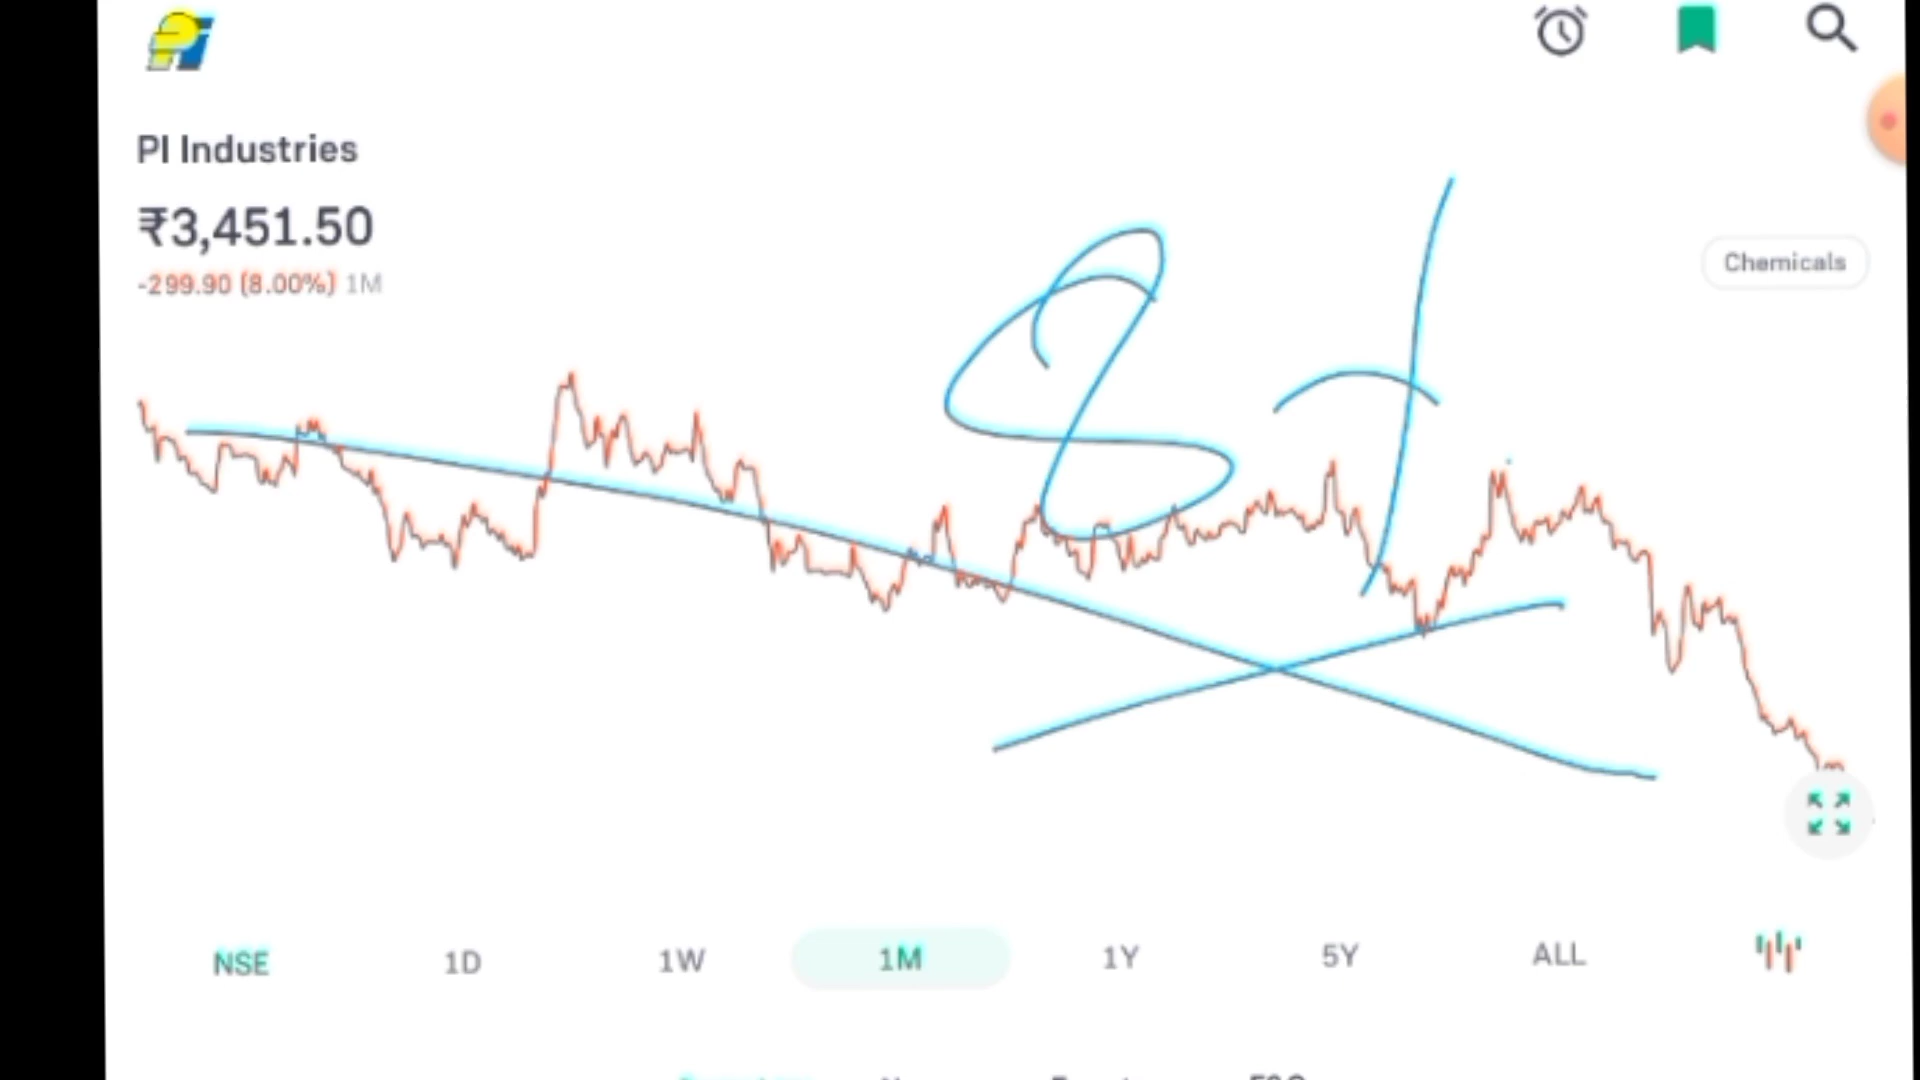 PI Industries
₹3,451.50
-299.90 (8.00%) 1M
Chemicals
NSE 1D 1W 1M 1Y 5Y ALL